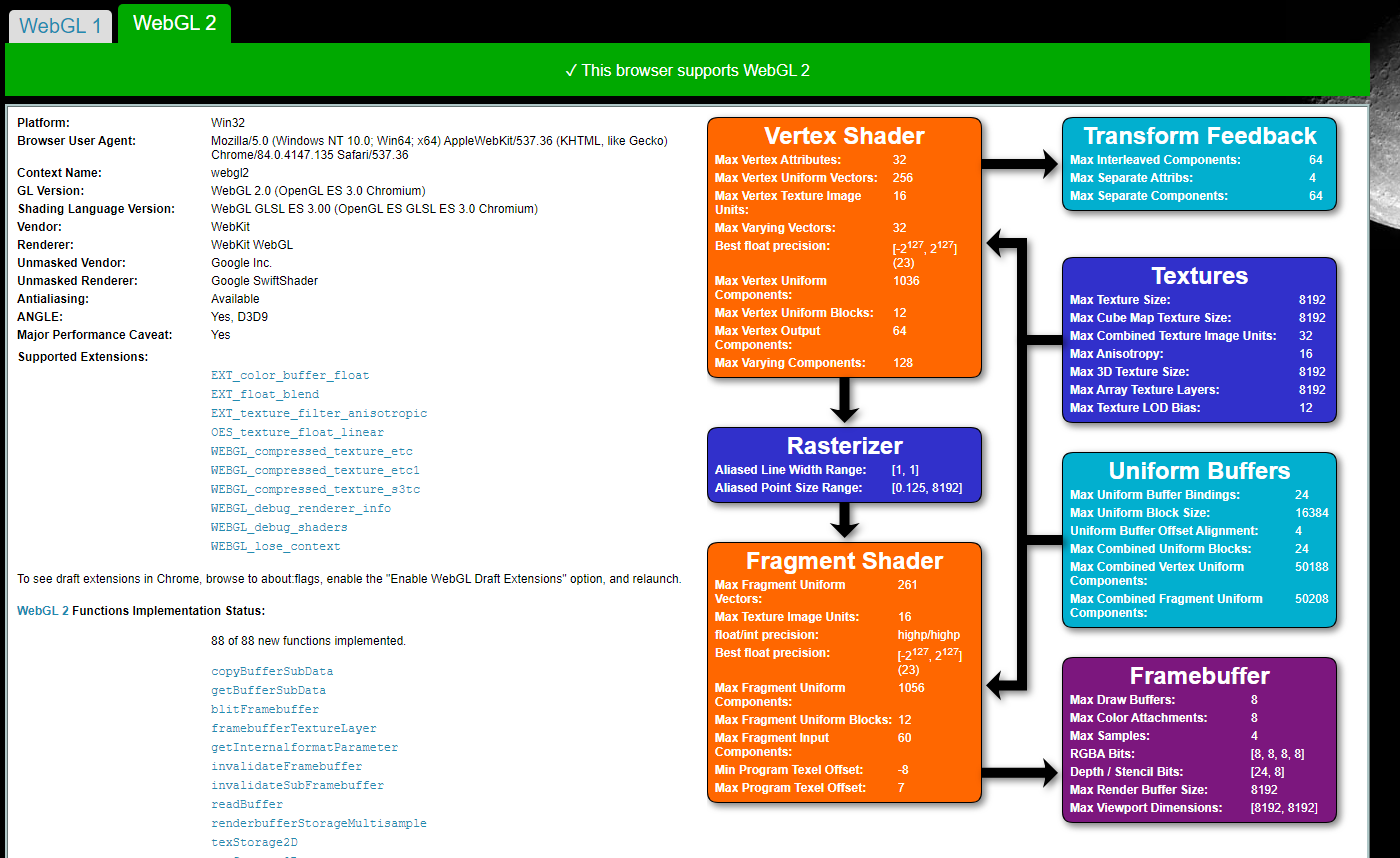 WebGL 1
WebGL 2
✓ This browser supports WebGL 2
Platform: Win32
Browser User Agent: Mozilla/5.0 (Windows NT 10.0; Win64; x64) AppleWebKit/537.36 (KHTML, like Gecko)
Chrome/84.0.4147.135 Safari/537.36
Context Name: webgl2
GL Version: WebGL 2.0 (OpenGL ES 3.0 Chromium)
Shading Language Version: WebGL GLSL ES 3.00 (OpenGL ES GLSL ES 3.0 Chromium)
Vendor: WebKit
Renderer: WebKit WebGL
Unmasked Vendor: Google Inc.
Unmasked Renderer: Google SwiftShader
Antialiasing: Available
ANGLE: Yes, D3D9
Major Performance Caveat: Yes
Supported Extensions:
EXT_color_buffer_float
EXT_float_blend
EXT_texture_filter_anisotropic
OES_texture_float_linear
WEBGL_compressed_texture_etc
WEBGL_compressed_texture_etc1
WEBGL_compressed_texture_s3tc
WEBGL_debug_renderer_info
WEBGL_debug_shaders
WEBGL_lose_context
To see draft extensions in Chrome, browse to about:flags, enable the "Enable WebGL Draft Extensions" option, and relaunch.
WebGL 2 Functions Implementation Status:
88 of 88 new functions implemented.
copyBufferSubData
getBufferSubData
blitFramebuffer
framebufferTextureLayer
getInternalformatParameter
invalidateFramebuffer
invalidateSubFramebuffer
readBuffer
renderbufferStorageMultisample
texStorage2D
Vertex Shader
Max Vertex Attributes: 32
Max Vertex Uniform Vectors: 256
Max Vertex Texture Image 16
Units:
Max Varying Vectors: 32
Best float precision: [-2^127, 2^127]
(23)
Max Vertex Uniform 1036
Components:
Max Vertex Uniform Blocks: 12
Max Vertex Output 64
Components:
Max Varying Components: 128
Rasterizer
Aliased Line Width Range: [1, 1]
Aliased Point Size Range: [0.125, 8192]
Fragment Shader
Max Fragment Uniform 261
Vectors:
Max Texture Image Units: 16
float/int precision: highp/highp
Best float precision: [-2^127, 2^127]
(23)
Max Fragment Uniform 1056
Components:
Max Fragment Uniform Blocks: 12
Max Fragment Input 60
Components:
Min Program Texel Offset: -8
Max Program Texel Offset: 7
Transform Feedback
Max Interleaved Components: 64
Max Separate Attribs: 4
Max Separate Components: 64
Textures
Max Texture Size: 8192
Max Cube Map Texture Size: 8192
Max Combined Texture Image Units: 32
Max Anisotropy: 16
Max 3D Texture Size: 8192
Max Array Texture Layers: 8192
Max Texture LOD Bias: 12
Uniform Buffers
Max Uniform Buffer Bindings: 24
Max Uniform Block Size: 16384
Uniform Buffer Offset Alignment: 4
Max Combined Uniform Blocks: 24
Max Combined Vertex Uniform 50188
Components:
Max Combined Fragment Uniform 50208
Components:
Framebuffer
Max Draw Buffers: 8
Max Color Attachments: 8
Max Samples: 4
RGBA Bits: [8, 8, 8, 8]
Depth / Stencil Bits: [24, 8]
Max Render Buffer Size: 8192
Max Viewport Dimensions: [8192, 8192]